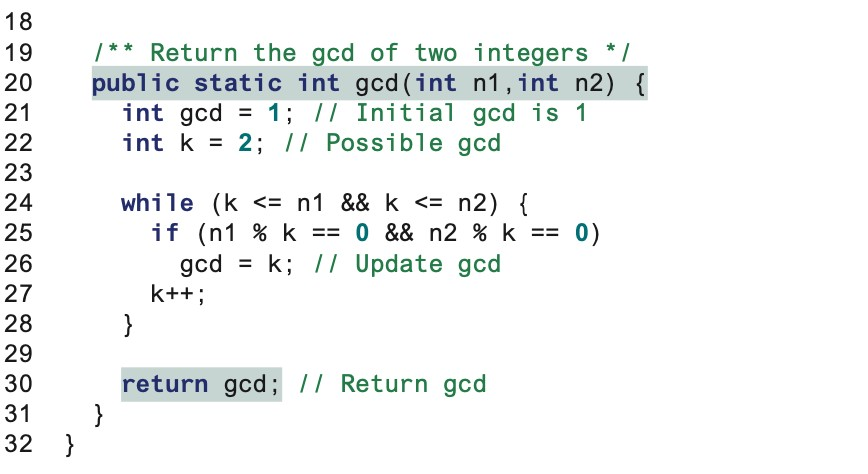 18
19 /** Return the gcd of two integers */
20 public static int gcd(int n1,int n2) {
21 int gcd = 1; // Initial gcd is 1
22 int k = 2; // Possible gcd
23
24 while (k <= n1 && k <= n2) {
25 if (n1 % k == 0 && n2 % k == 0)
26 gcd = k; // Update gcd
27 k++;
28 }
29
30 return gcd; // Return gcd
31 }
32 }